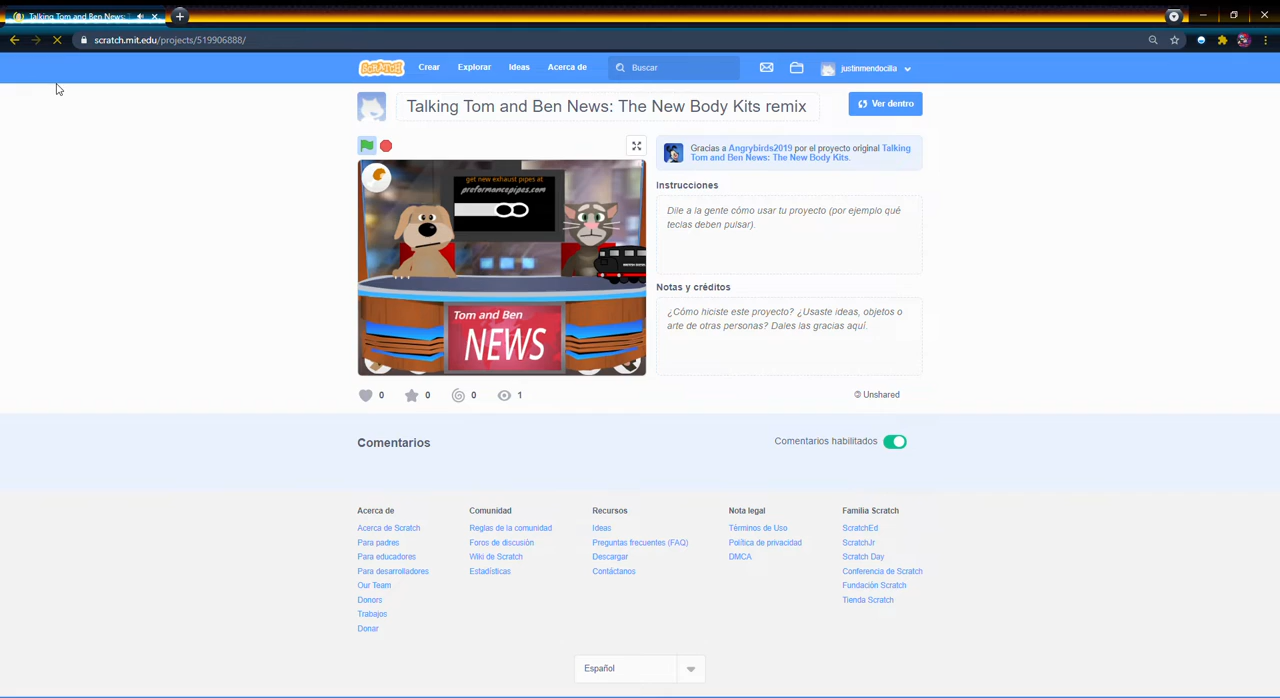 Talking Tom and Ben News:
scratch.mit.edu/projects/519906888/
SCRATCH
Crear
Explorar
Ideas
Acerca de
Buscar
justinmendocilla
Talking Tom and Ben News: The New Body Kits remix
Ver dentro
Gracias a Angrybirds2019 por el proyecto original Talking
Tom and Ben News: The New Body Kits.
get new exhaust pipes at
preformancepipes.com
Tom and Ben
NEWS
Instrucciones
Dile a la gente cómo usar tu proyecto (por ejemplo qué
teclas deben pulsar).
Notas y créditos
¿Cómo hiciste este proyecto? ¿Usaste ideas, objetos o
arte de otras personas? Dales las gracias aquí.
0
0
0
1
Unshared
Comentarios
Comentarios habilitados
Acerca de
Acerca de Scratch
Para padres
Para educadores
Para desarrolladores
Our Team
Donors
Trabajos
Donar
Comunidad
Reglas de la comunidad
Foros de discusión
Wiki de Scratch
Estadísticas
Recursos
Ideas
Preguntas frecuentes (FAQ)
Descargar
Contáctanos
Nota legal
Términos de Uso
Política de privacidad
DMCA
Familia Scratch
ScratchEd
ScratchJr
Scratch Day
Conferencia de Scratch
Fundación Scratch
Tienda Scratch
Español